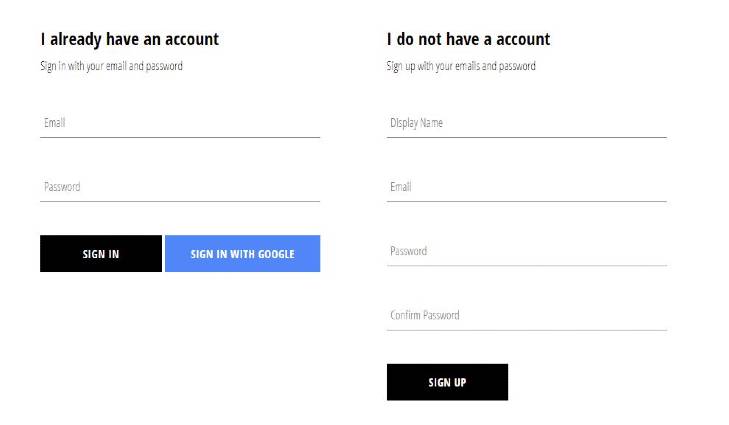 I already have an account
Sign in with your email and password
Email
Password
SIGN IN
SIGN IN WITH GOOGLE
I do not have a account
Sign up with your emails and password
Display Name
Email
Password
Confirm Password
SIGN UP